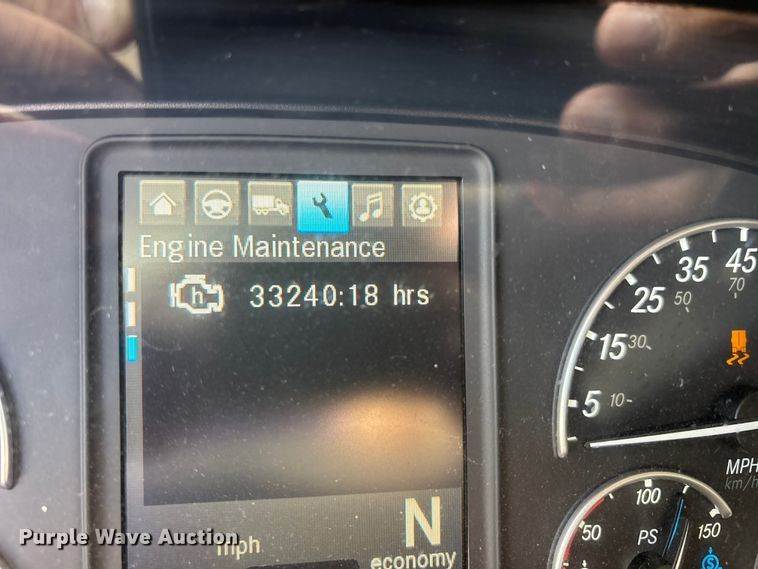 Engine Maintenance
h 33240:18 hrs
45
35
70
25
50
15
30
5
10
MPH
km/h
100
50
PS
150
N
mph
economy
Purple Wave Auction